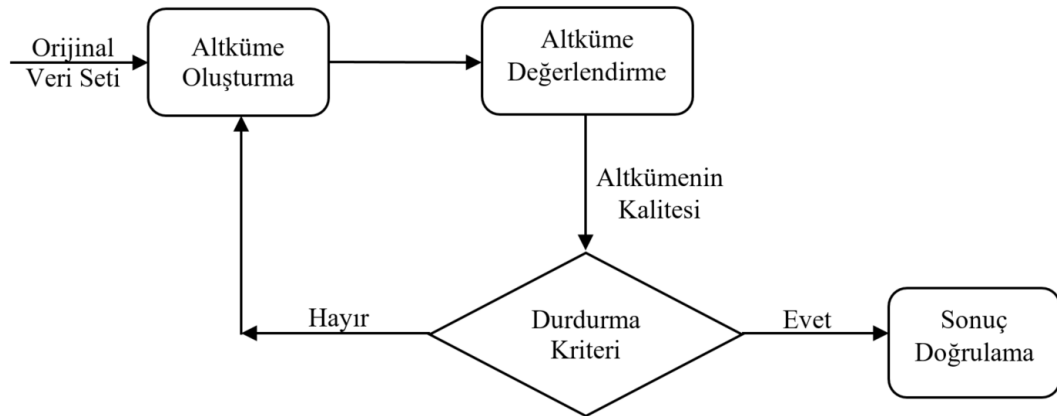 Orijinal
Veri Seti
Altküme
Oluşturma
Altküme
Değerlendirme
Altkümenin
Kalitesi
Hayır
Durdurma
Kriteri
Evet
Sonuç
Doğrulama